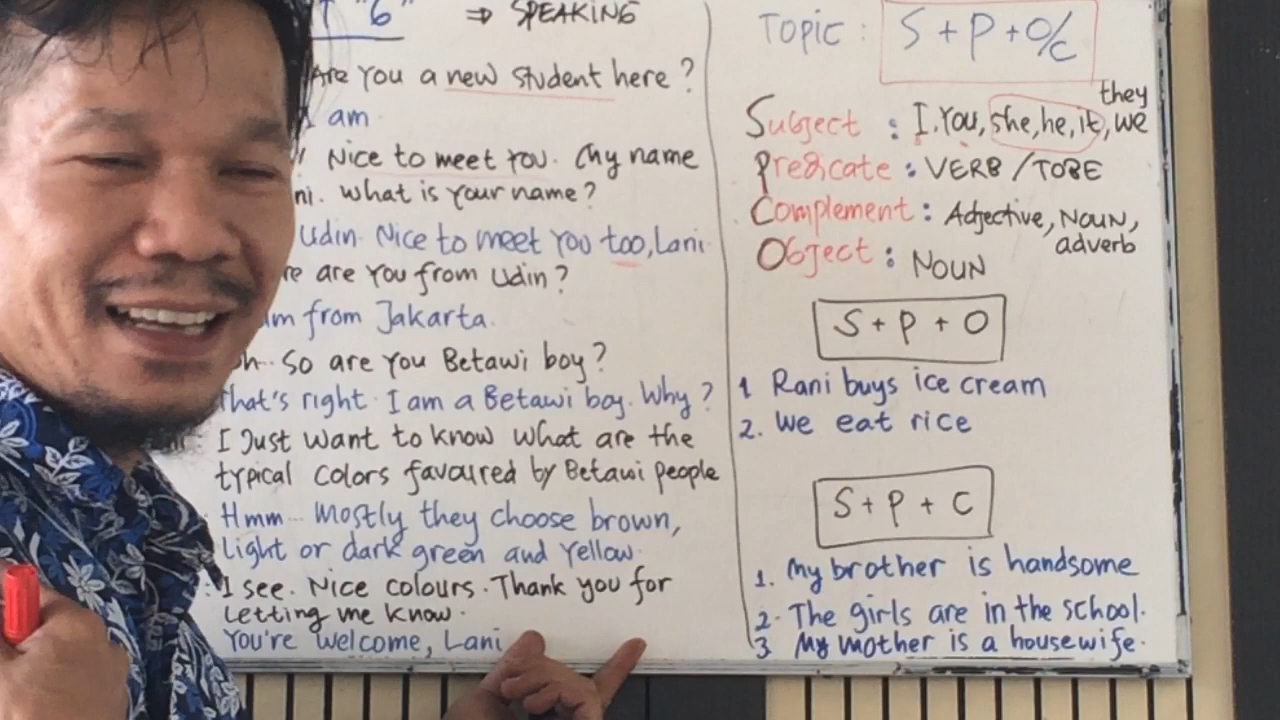 "6" ⇒ SPEAKING
Are you a new student here?
I am
Nice to meet you. My name
ni. What is your name?
Udin. Nice to meet you too, Lani.
re are you from Udin?
am from Jakarta.
Oh.. So are you Betawi boy?
That's right. I am a Betawi boy. Why?
I Just want to know what are the
typical colors favoured by Betawi people
Hmm... Mostly they choose brown,
Light or dark green and yellow.
: I see. Nice colours. Thank you for
Letting me know.
You're welcome, Lani
TOPIC : S + P + O/C
they
Subject : I, You, she, he, it, we
Predicate : VERB / TOBE
Complement : Adjective, NOUN,
adverb
Object : NOUN
S + P + O
1 Rani buys ice cream
2. We eat rice
S + P + C
1. My brother is handsome
2. The girls are in the school.
3 My mother is a housewife.